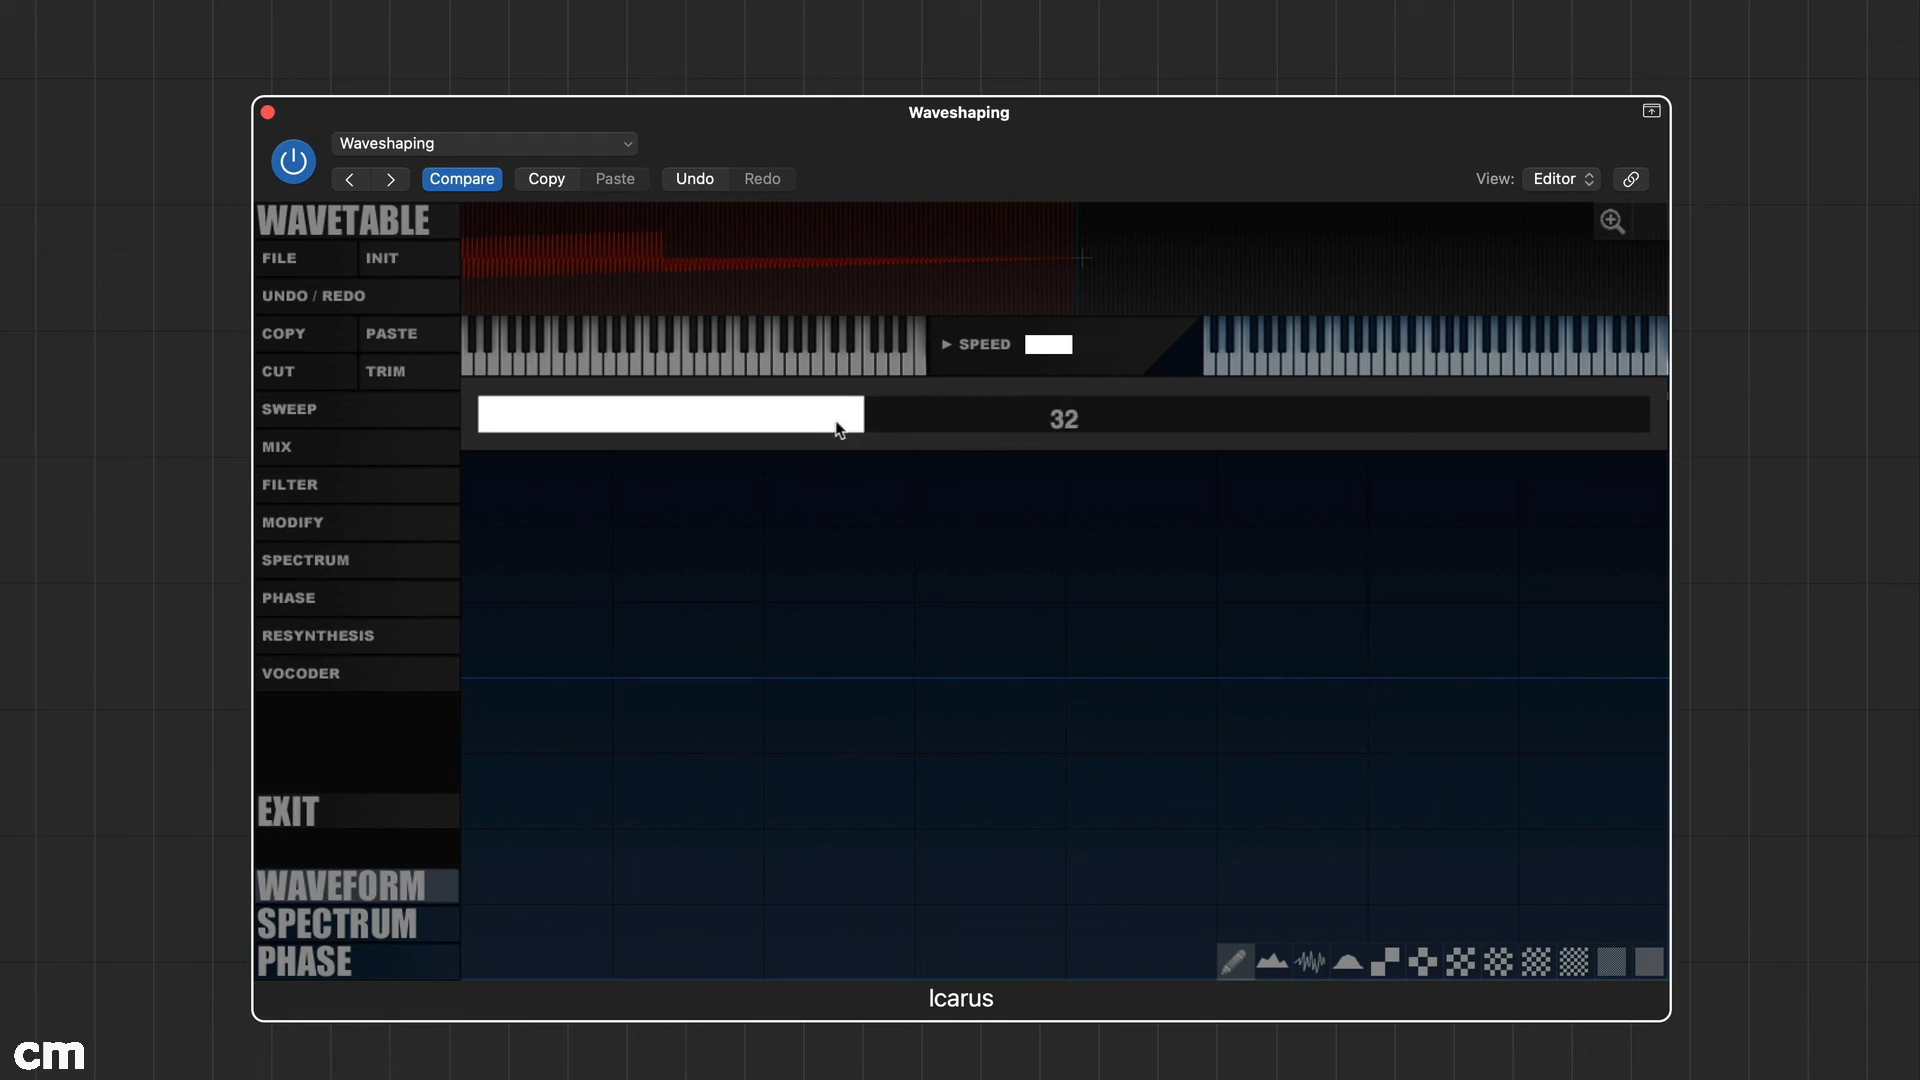 Waveshaping
Waveshaping
Compare Copy Paste Undo Redo View: Editor
WAVETABLE
FILE INIT
UNDO / REDO
COPY PASTE
SPEED
CUT TRIM
SWEEP
32
MIX
FILTER
MODIFY
SPECTRUM
PHASE
RESYNTHESIS
VOCODER
EXIT
WAVEFORM
SPECTRUM
PHASE
Icarus
cm